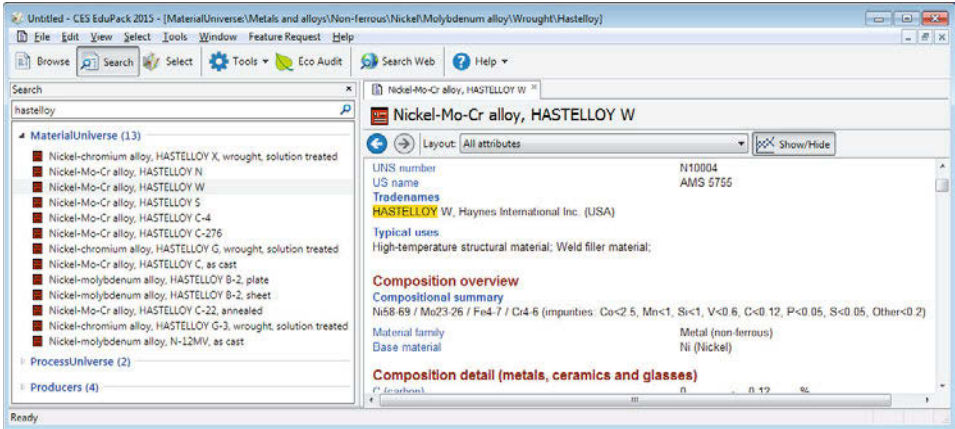 Untitled - CES EduPack 2015 - [MaterialUniverse\Metals and alloys\Non-ferrous\Nickel\Molybdenum alloy\Wrought\Hastelloy]
File Edit View Select Tools Window Feature Request Help
Browse Search Select Tools Eco Audit Search Web Help
Search
hastelloy
MaterialUniverse (13)
Nickel-chromium alloy, HASTELLOY X, wrought, solution treated
Nickel-Mo-Cr alloy, HASTELLOY N
Nickel-Mo-Cr alloy, HASTELLOY W
Nickel-Mo-Cr alloy, HASTELLOY S
Nickel-Mo-Cr alloy, HASTELLOY C-4
Nickel-Mo-Cr alloy, HASTELLOY C-276
Nickel-chromium alloy, HASTELLOY G, wrought, solution treated
Nickel-Mo-Cr alloy, HASTELLOY C, as cast
Nickel-molybdenum alloy, HASTELLOY B-2, plate
Nickel-molybdenum alloy, HASTELLOY B-2, sheet
Nickel-Mo-Cr alloy, HASTELLOY C-22, annealed
Nickel-chromium alloy, HASTELLOY G-3, wrought, solution treated
Nickel-molybdenum alloy, N-12MV, as cast
ProcessUniverse (2)
Producers (4)
Nickel-Mo-Cr alloy, HASTELLOY W
Nickel-Mo-Cr alloy, HASTELLOY W
Layout: All attributes Show/Hide
UNS number N10004
US name AMS 5755
Tradenames
HASTELLOY W, Haynes International Inc. (USA)
Typical uses
High-temperature structural material; Weld filler material;
Composition overview
Compositional summary
Ni58-69 / Mo23-26 / Fe4-7 / Cr4-6 (impurities: Co<2.5, Mn<1, Si<1, V<0.6, C<0.12, P<0.05, S<0.05, Other<0.2)
Material family Metal (non-ferrous)
Base material Ni (Nickel)
Composition detail (metals, ceramics and glasses)
C (carbon) 0 - 0.12 %
Ready